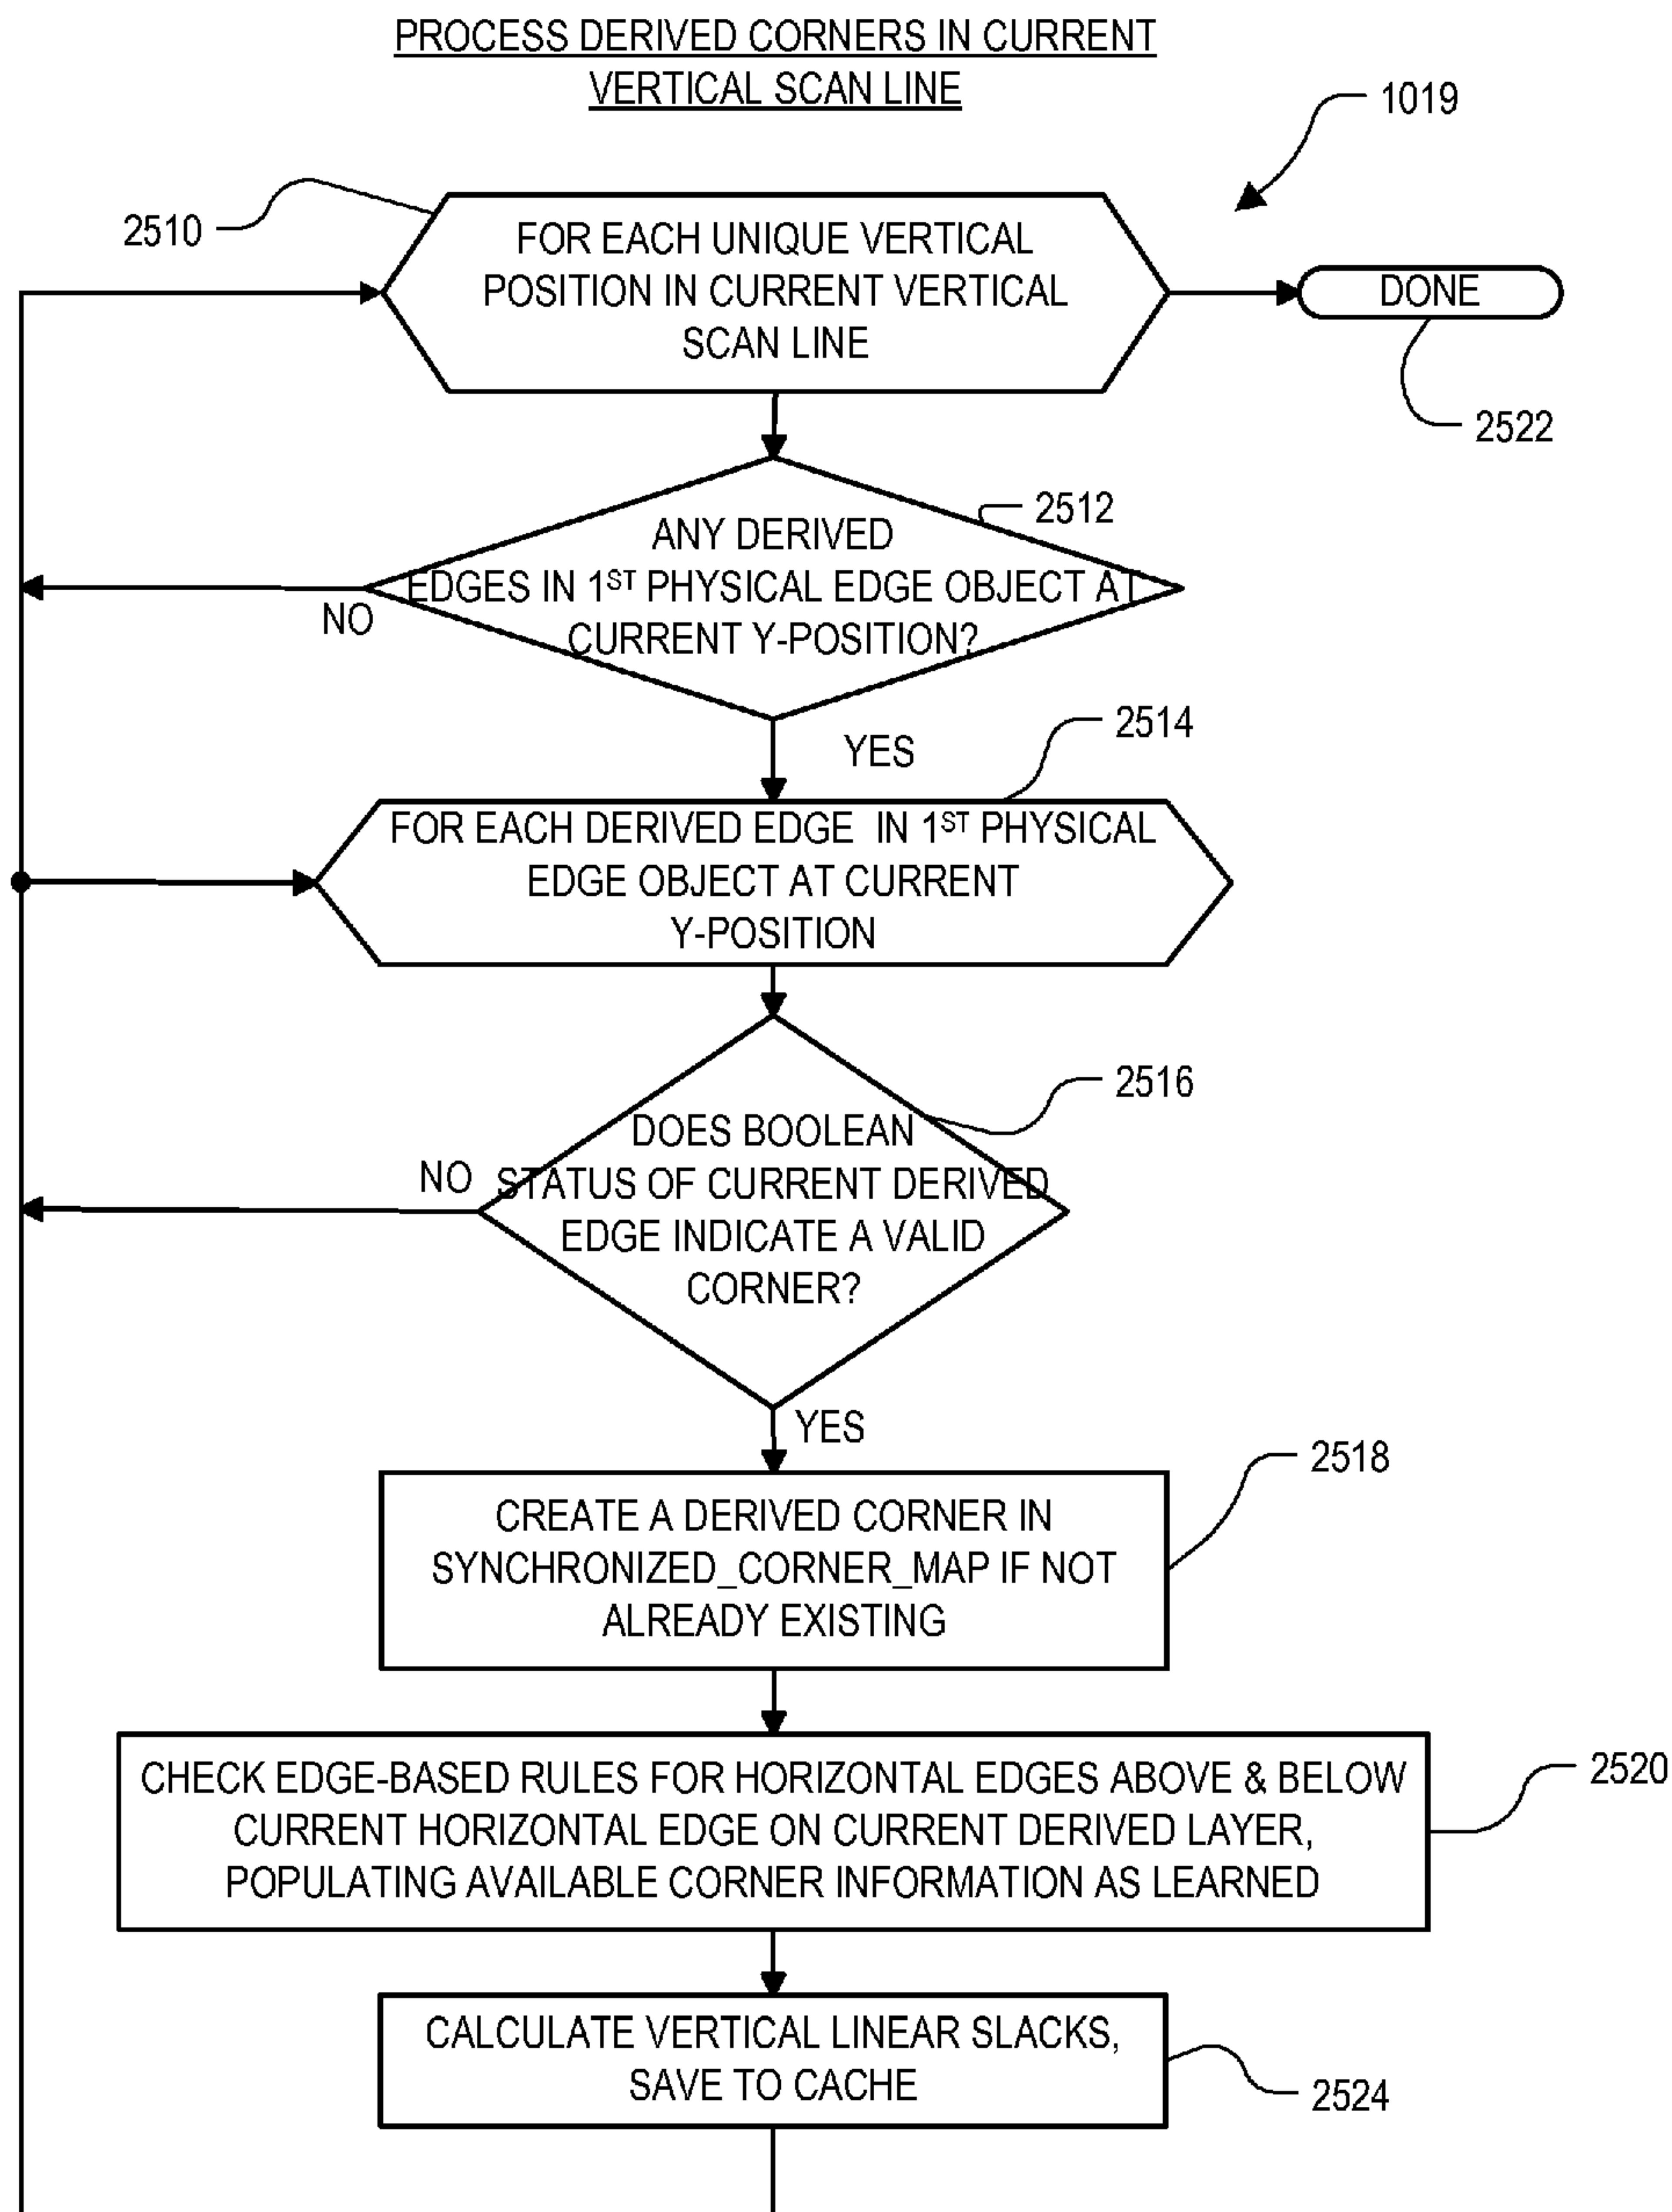 PROCESS DERIVED CORNERS IN CURRENT
VERTICAL SCAN LINE
1019
2510
FOR EACH UNIQUE VERTICAL
POSITION IN CURRENT VERTICAL
SCAN LINE
DONE
2522
2512
ANY DERIVED
EDGES IN 1ST PHYSICAL EDGE OBJECT AT
CURRENT Y-POSITION?
NO
YES
2514
FOR EACH DERIVED EDGE IN 1ST PHYSICAL
EDGE OBJECT AT CURRENT
Y-POSITION
2516
DOES BOOLEAN
STATUS OF CURRENT DERIVED
EDGE INDICATE A VALID
CORNER?
NO
YES
2518
CREATE A DERIVED CORNER IN
SYNCHRONIZED_CORNER_MAP IF NOT
ALREADY EXISTING
2520
CHECK EDGE-BASED RULES FOR HORIZONTAL EDGES ABOVE & BELOW
CURRENT HORIZONTAL EDGE ON CURRENT DERIVED LAYER,
POPULATING AVAILABLE CORNER INFORMATION AS LEARNED
CALCULATE VERTICAL LINEAR SLACKS,
SAVE TO CACHE
2524